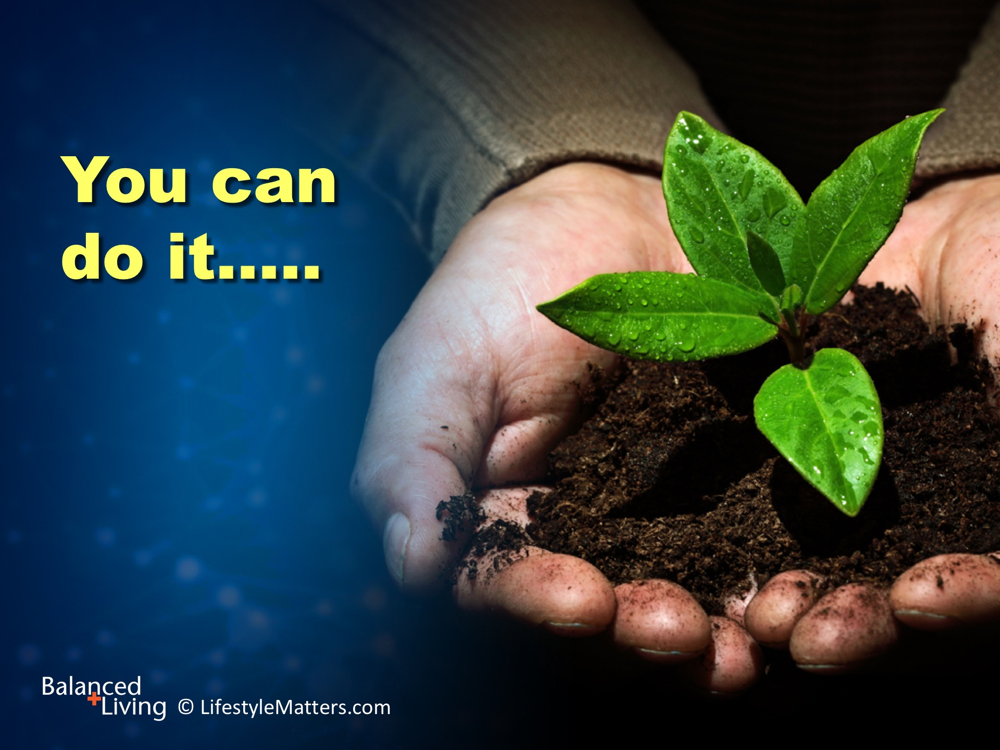 You can
do it.....
Balanced
+Living © LifestyleMatters.com